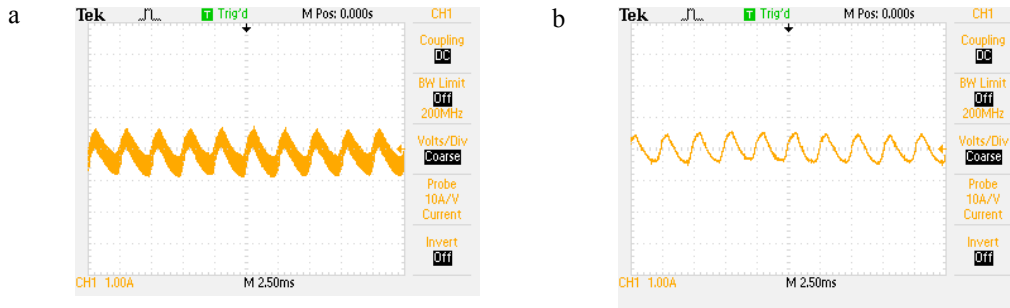 a
Tek T Trig'd M Pos: 0.000s CH1
Coupling
DC
BW Limit
Off
200MHz
Volts/Div
Coarse
Probe
10A/V
Current
Invert
Off
CH1 1.00A M 2.50ms
b
Tek T Trig'd M Pos: 0.000s CH1
Coupling
DC
BW Limit
Off
200MHz
Volts/Div
Coarse
Probe
10A/V
Current
Invert
Off
CH1 1.00A M 2.50ms